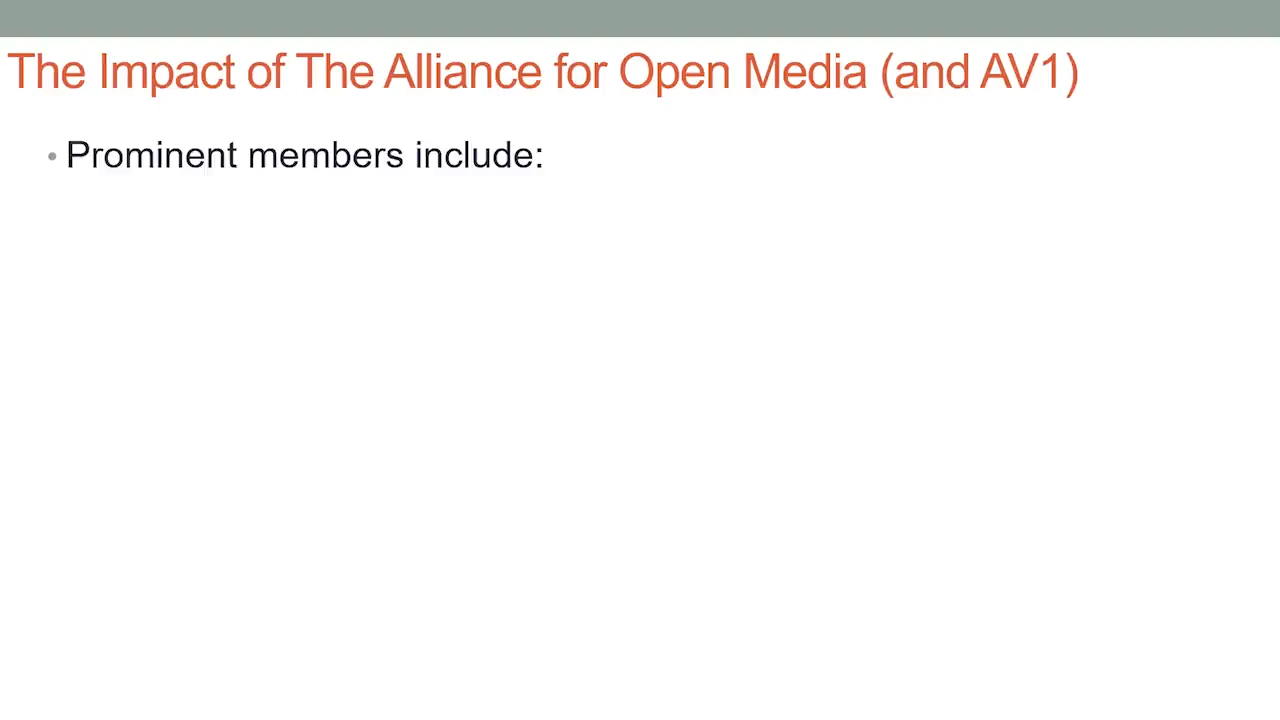 The Impact of The Alliance for Open Media (and AV1)
• Prominent members include: